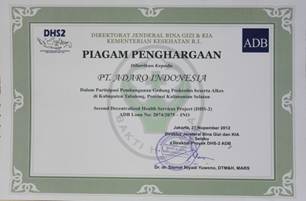 DHS2
DIREKTORAT JENDERAL BINA GIZI & KIA
KEMENTERIAN KESEHATAN R.I.
ADB
PIAGAM PENGHARGAAN
Diberikan Kepada
PT. ADARO INDONESIA
Dalam Partisipasi Pembangunan Gedung Poskesdes Beserta Alkes
di Kabupaten Tabalong, Provinsi Kalimantan Selatan
Second Decentralized Health Services Project (DHS-2)
ADB Loan No: 2074/2075 - INO
Jakarta, 27 Nopember 2012
Direktur Jenderal Bina Gizi dan KIA
Selaku
Direktur Proyek DHS-2 ADB
Dr. dr. Slamet Riyadi Yuwono, DTM&H, MARS